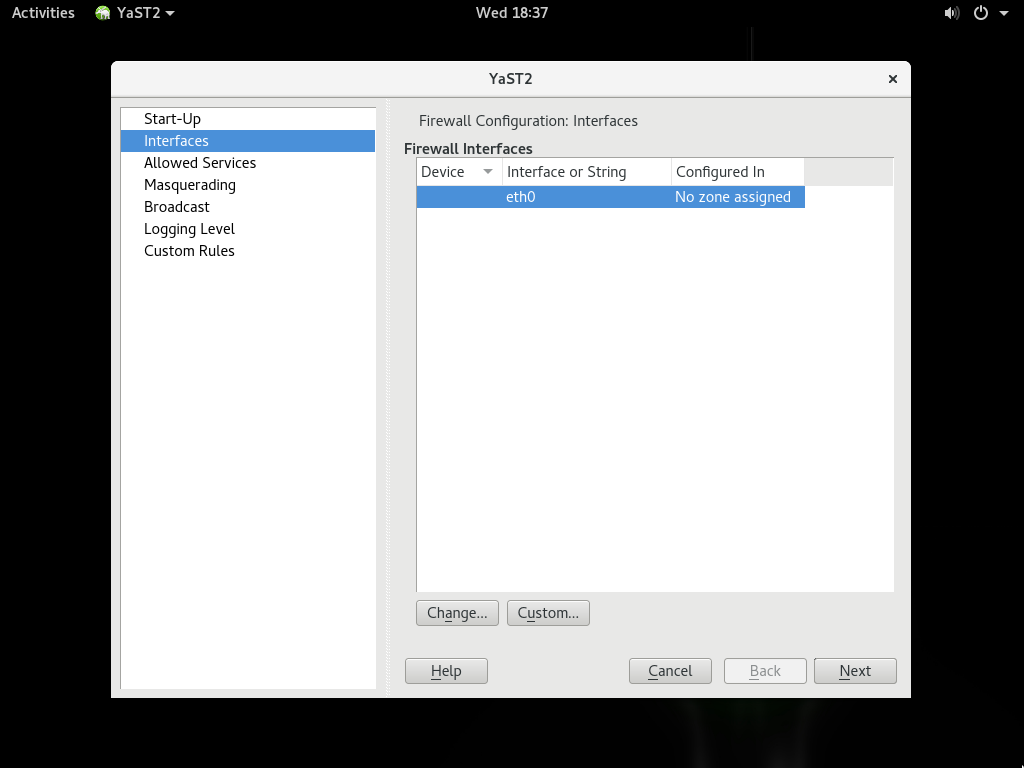 Activities YaST2 Wed 18:37
YaST2
Start-Up
Interfaces
Allowed Services
Masquerading
Broadcast
Logging Level
Custom Rules
Firewall Configuration: Interfaces
Firewall Interfaces
Device Interface or String Configured In
eth0 No zone assigned
Change... Custom...
Help Cancel Back Next